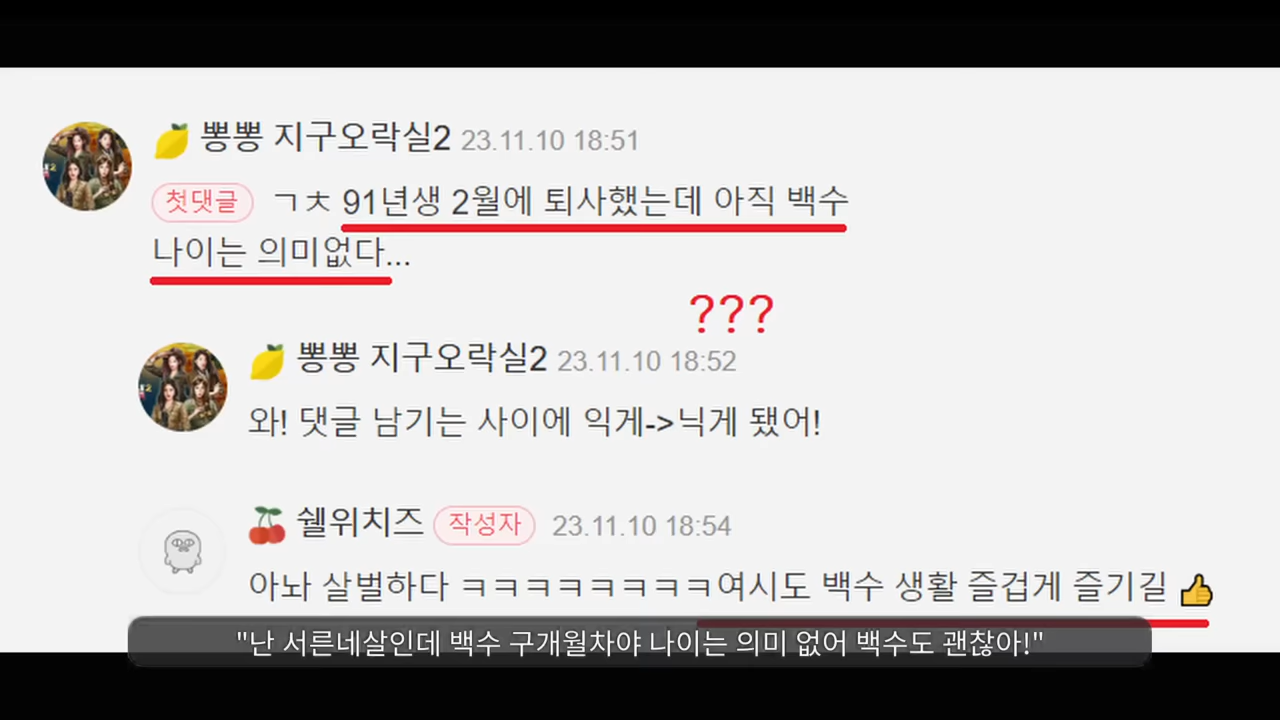 뿅뿅 지구오락실2 23.11.10 18:51
첫댓글 ㄱㅊ 91년생 2월에 퇴사했는데 아직 백수
나이는 의미없다...
???
뿅뿅 지구오락실2 23.11.10 18:52
와! 댓글 남기는 사이에 익게->닉게 됐어!
쉘위치즈 작성자 23.11.10 18:54
아놔 살벌하다 ㅋㅋㅋㅋㅋㅋㅋㅋ여시도 백수 생활 즐겁게 즐기길 👍
"난 서른네살인데 백수 구개월차야 나이는 의미 없어 백수도 괜찮아!"